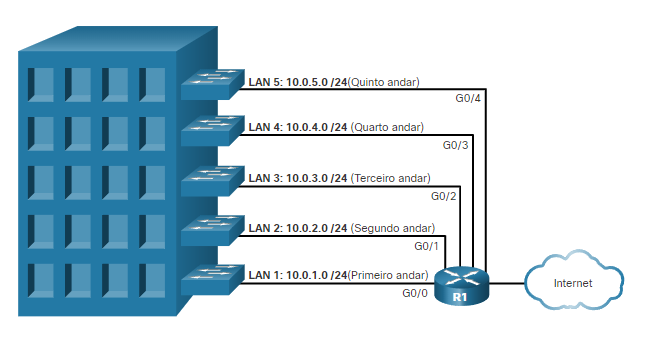 LAN 5: 10.0.5.0 /24(Quinto andar)
G0/4
LAN 4: 10.0.4.0 /24 (Quarto andar)
G0/3
LAN 3: 10.0.3.0 /24 (Terceiro andar)
G0/2
LAN 2: 10.0.2.0 /24 (Segundo andar)
G0/1
LAN 1: 10.0.1.0 /24(Primeiro andar)
G0/0
R1
Internet